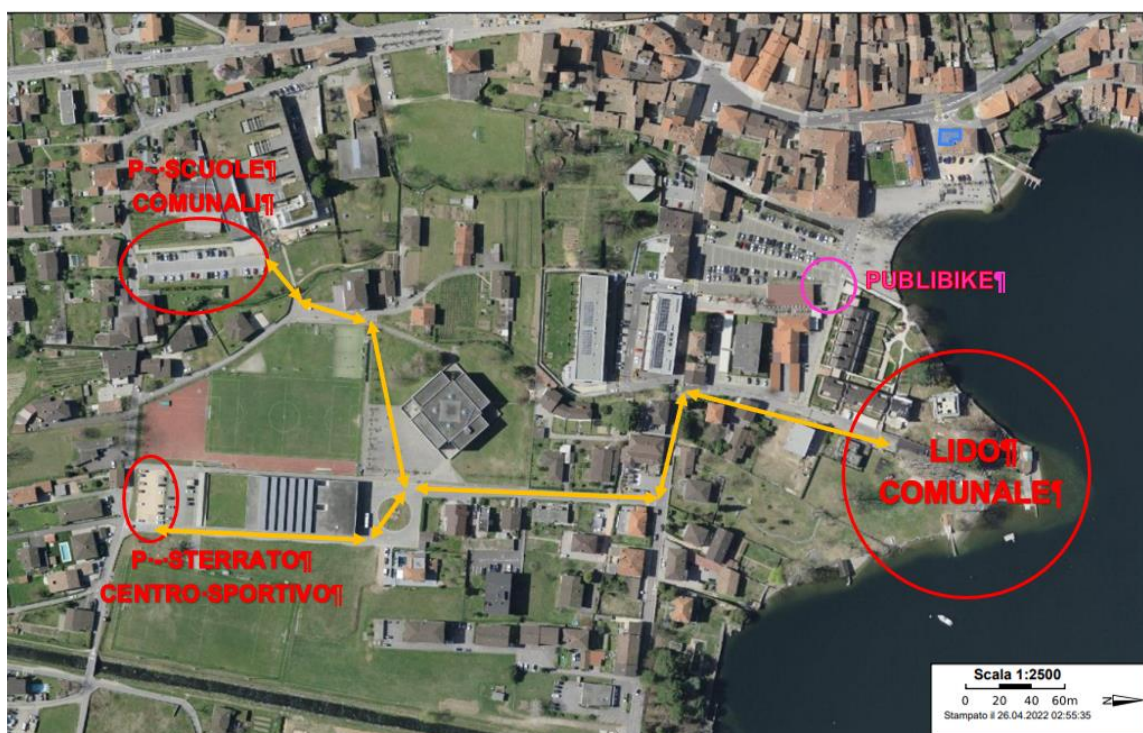 P~·SCUOLE¶
COMUNALI¶
PUBLIBIKE¶
LIDO¶
COMUNALE¶
P~·STERRATO¶
CENTRO·SPORTIVO¶
Scala 1:2500
0 20 40 60m
Stampato il 26.04.2022 02:55:35